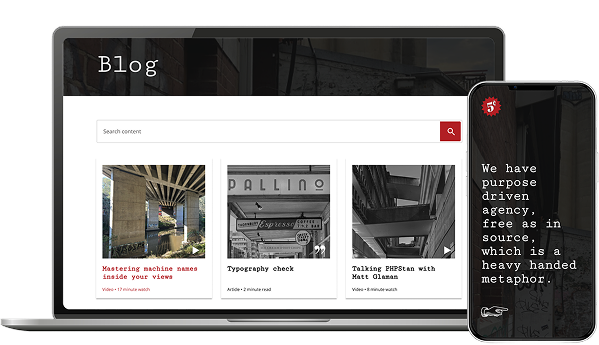 Blog
Search content
PALLINO
Espresso
COFFEE
Mastering machine names
inside your views
Video • 17 minute watch
Typography check
Article • 2 minute read
Talking PHPStan with
Matt Glaman
Video • 8 minute watch
5¢
We have
purpose
driven
agency,
free as in
source,
which is a
heavy handed
metaphor.